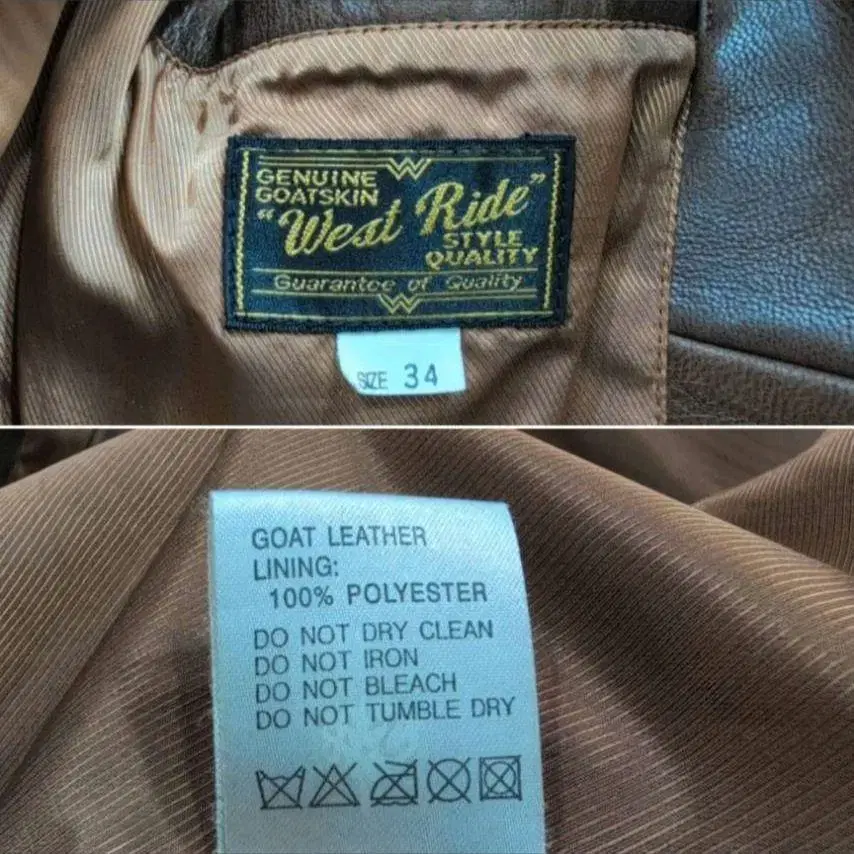 GENUINE
GOATSKIN
"West Ride"
STYLE
QUALITY
Guarantee of Quality
SIZE 34
GOAT LEATHER
LINING:
100% POLYESTER
DO NOT DRY CLEAN
DO NOT IRON
DO NOT BLEACH
DO NOT TUMBLE DRY